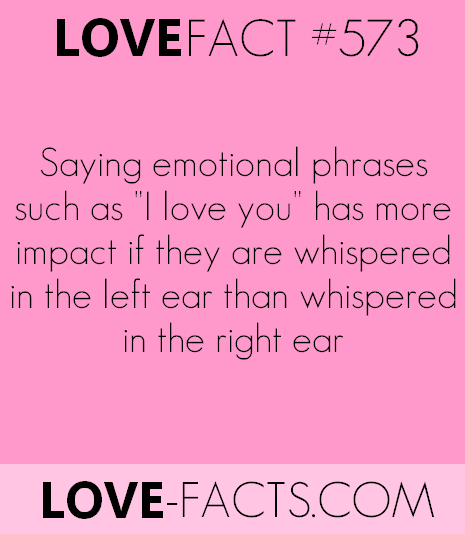 LOVEFACT #573
Saying emotional phrases
such as "I love you" has more
impact if they are whispered
in the left ear than whispered
in the right ear
LOVE-FACTS.COM